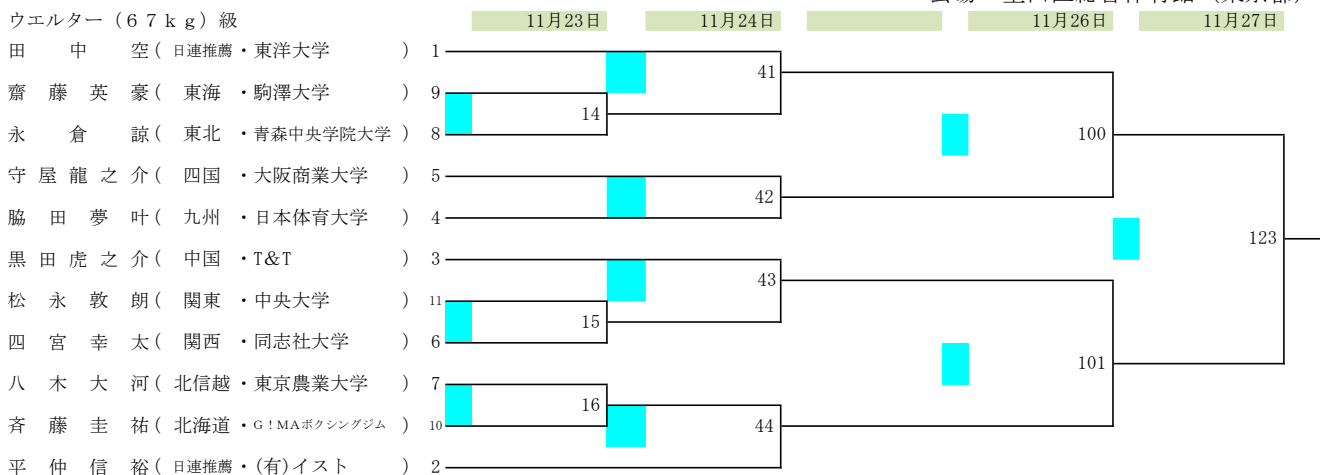 ウエルター（６７ｋｇ）級 11月23日 11月24日 11月26日 11月27日
田中空( 日連推薦・東洋大学 ) 1
41
齋藤英豪( 東海・駒澤大学 ) 9
14
永倉諒( 東北・青森中央学院大学 ) 8
100
守屋龍之介( 四国・大阪商業大学 ) 5
42
脇田夢叶( 九州・日本体育大学 ) 4
123
黒田虎之介( 中国・T&T ) 3
43
松永敦朗( 関東・中央大学 ) 11
15
四宮幸太( 関西・同志社大学 ) 6
101
八木大河( 北信越・東京農業大学 ) 7
16
斉藤圭祐( 北海道・G！MAボクシングジム ) 10
44
平仲信裕( 日連推薦・(有)イスト ) 2